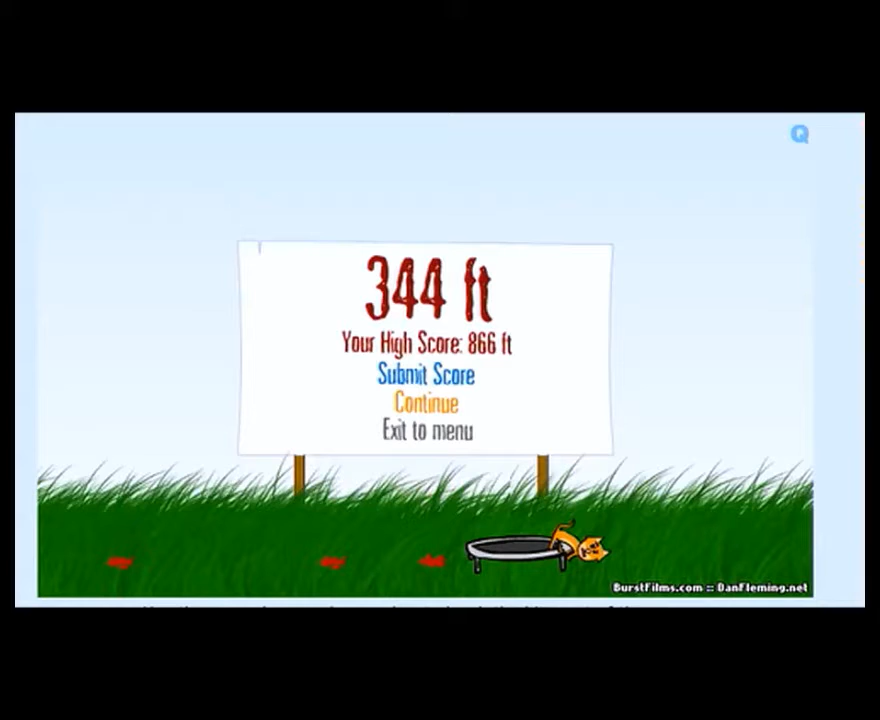 Q
344 ft
Your High Score: 866 ft
Submit Score
Continue
Exit to menu
BurstFilms.com :: DanFleming.net